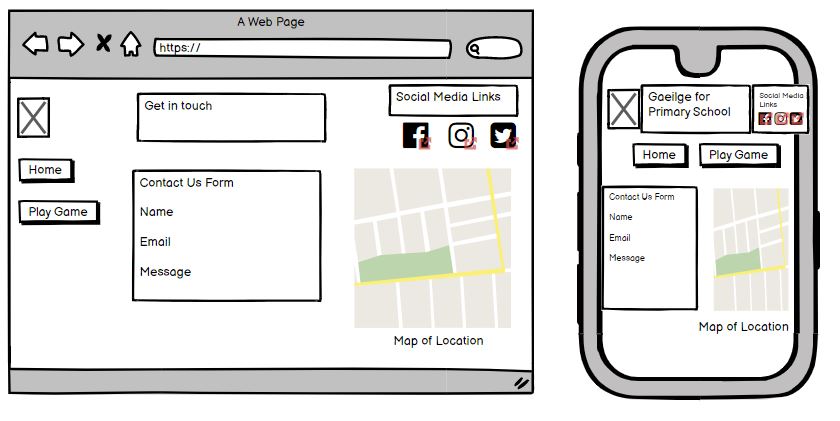 A Web Page
https://
Get in touch
Social Media Links
Home
Play Game
Contact Us Form
Name
Email
Message
Map of Location
Gaeilge for
Primary School
Social Media
Links
Home
Play Game
Contact Us Form
Name
Email
Message
Map of Location